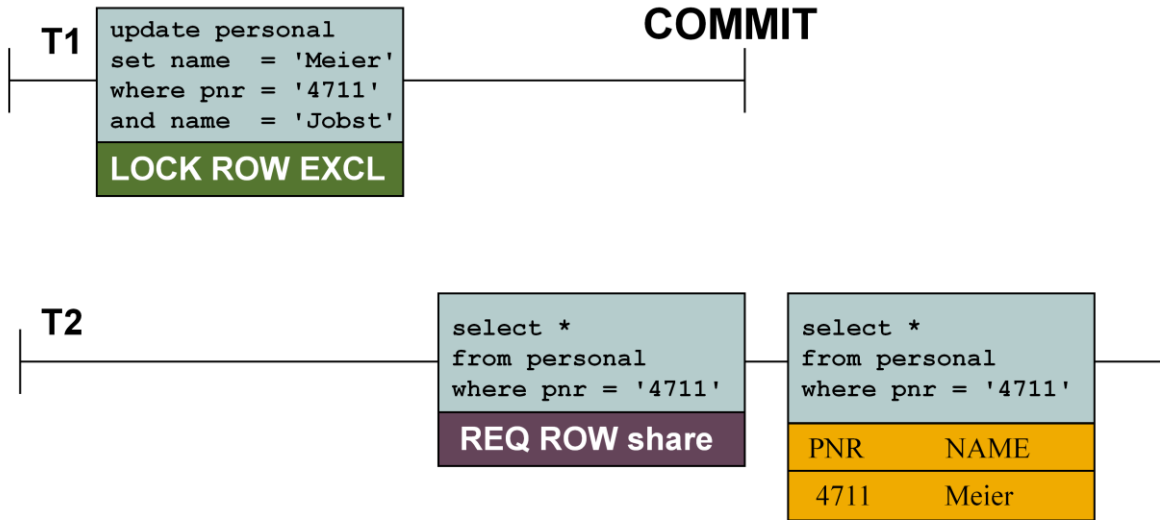 T1
update personal
set name  = 'Meier'
where pnr = '4711'
and name  = 'Jobst'
LOCK ROW EXCL
COMMIT
T2
select *
from personal
where pnr = '4711'
REQ ROW share
select *
from personal
where pnr = '4711'
PNR NAME
4711 Meier